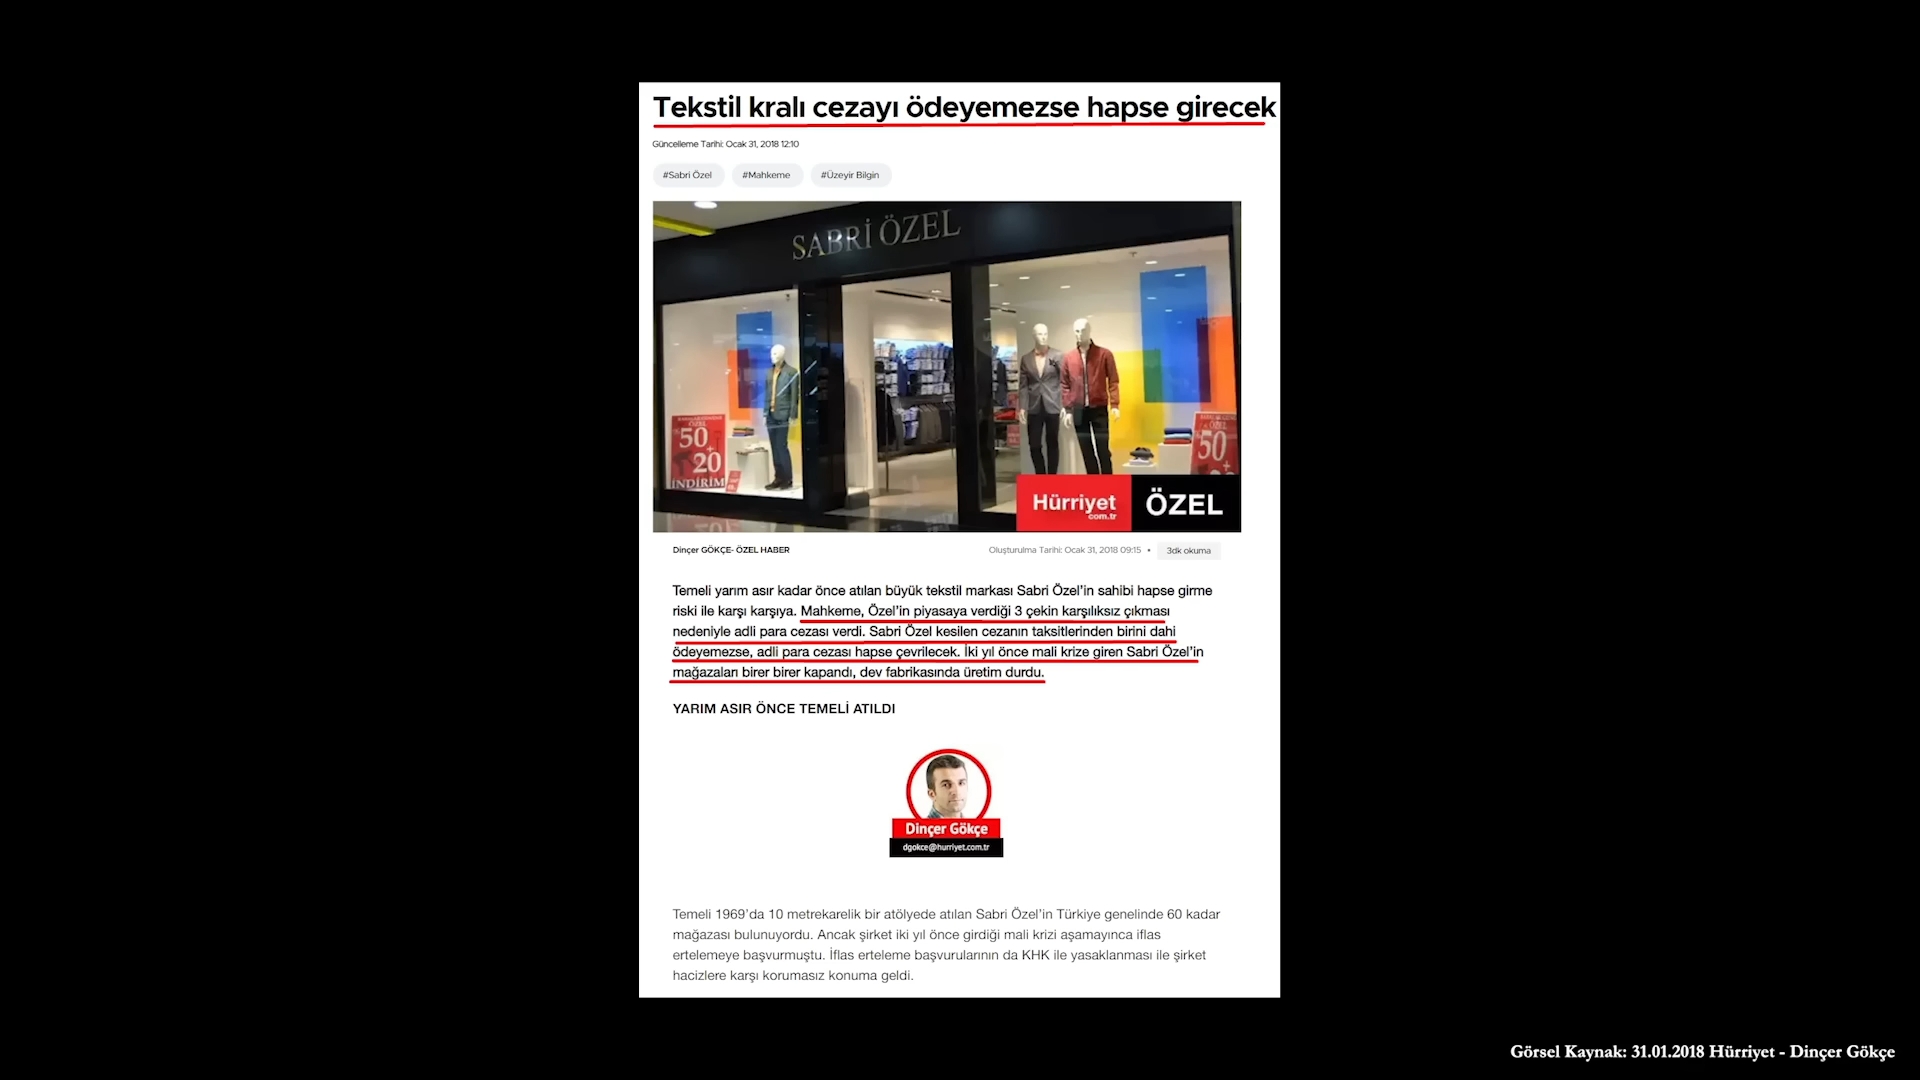 Tekstil kralı cezayı ödeyemezse hapse girecek
Güncelleme Tarihi: Ocak 31, 2018 12:10
#Sabri Özel
#Mahkeme
#Üzeyir Bilgin
SABRİ ÖZEL
ÖZEL
50
+
20
İNDİRİM
ÖZEL
50
+
Hürriyet
com.tr
ÖZEL
Dinçer GÖKÇE- ÖZEL HABER
Oluşturulma Tarihi: Ocak 31, 2018 09:15 • 3dk okuma
Temeli yarım asır kadar önce atılan büyük tekstil markası Sabri Özel’in sahibi hapse girme
riski ile karşı karşıya. Mahkeme, Özel’in piyasaya verdiği 3 çekin karşılıksız çıkması
nedeniyle adli para cezası verdi. Sabri Özel kesilen cezanın taksitlerinden birini dahi
ödeyemezse, adli para cezası hapse çevrilecek. İki yıl önce mali krize giren Sabri Özel’in
mağazaları birer birer kapandı, dev fabrikasında üretim durdu.
YARIM ASIR ÖNCE TEMELİ ATILDI
Dinçer Gökçe
dgokce@hurriyet.com.tr
Temeli 1969’da 10 metrekarelik bir atölyede atılan Sabri Özel’in Türkiye genelinde 60 kadar
mağazası bulunuyordu. Ancak şirket iki yıl önce girdiği mali krizi aşamayınca iflas
ertelemeye başvurmuştu. İflas erteleme başvurularının da KHK ile yasaklanması ile şirket
hacizlere karşı korumasız konuma geldi.
Görsel Kaynak: 31.01.2018 Hürriyet - Dinçer Gökçe